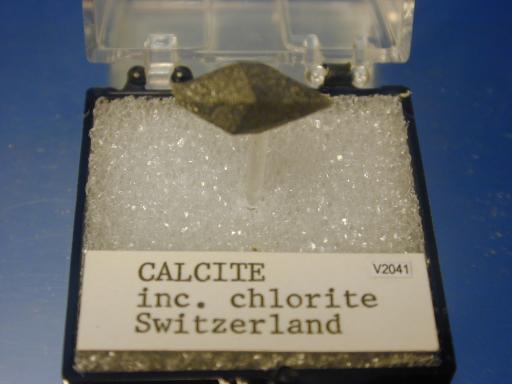 CALCITE
V2041
inc. chlorite
Switzerland